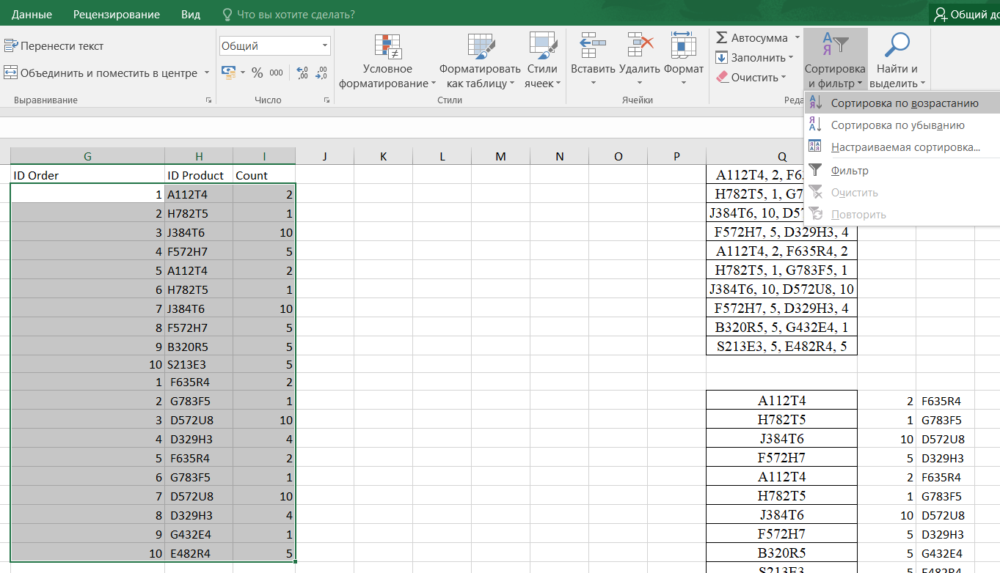 Данные Рецензирование Вид Что вы хотите сделать? Общий до
Перенести текст
Объединить и поместить в центре
Выравнивание
Общий
% 000 ,00 ,00
Число
Условное форматирование
Форматировать как таблицу
Стили ячеек
Стили
Вставить Удалить Формат
Ячейки
Автосумма
Заполнить
Очистить
Реда
Сортировка и фильтр
Найти и выделить
Сортировка по возрастанию
Сортировка по убыванию
Настраиваемая сортировка...
Фильтр
Очистить
Повторить
G H I J K L M N O P Q
ID Order ID Product Count A112T4, 2, F63
1 A112T4 2 H782T5, 1, G7
2 H782T5 1 J384T6, 10, D57
3 J384T6 10 F572H7, 5, D329H3, 4
4 F572H7 5 A112T4, 2, F635R4, 2
5 A112T4 2 H782T5, 1, G783F5, 1
6 H782T5 1 J384T6, 10, D572U8, 10
7 J384T6 10 F572H7, 5, D329H3, 4
8 F572H7 5 B320R5, 5, G432E4, 1
9 B320R5 5 S213E3, 5, E482R4, 5
10 S213E3 5
1 F635R4 2
2 G783F5 1 A112T4 2 F635R4
3 D572U8 10 H782T5 1 G783F5
4 D329H3 4 J384T6 10 D572U8
5 F635R4 2 F572H7 5 D329H3
6 G783F5 1 A112T4 2 F635R4
7 D572U8 10 H782T5 1 G783F5
8 D329H3 4 J384T6 10 D572U8
9 G432E4 1 F572H7 5 D329H3
10 E482R4 5 B320R5 5 G432E4
S213E3 5 E482R4